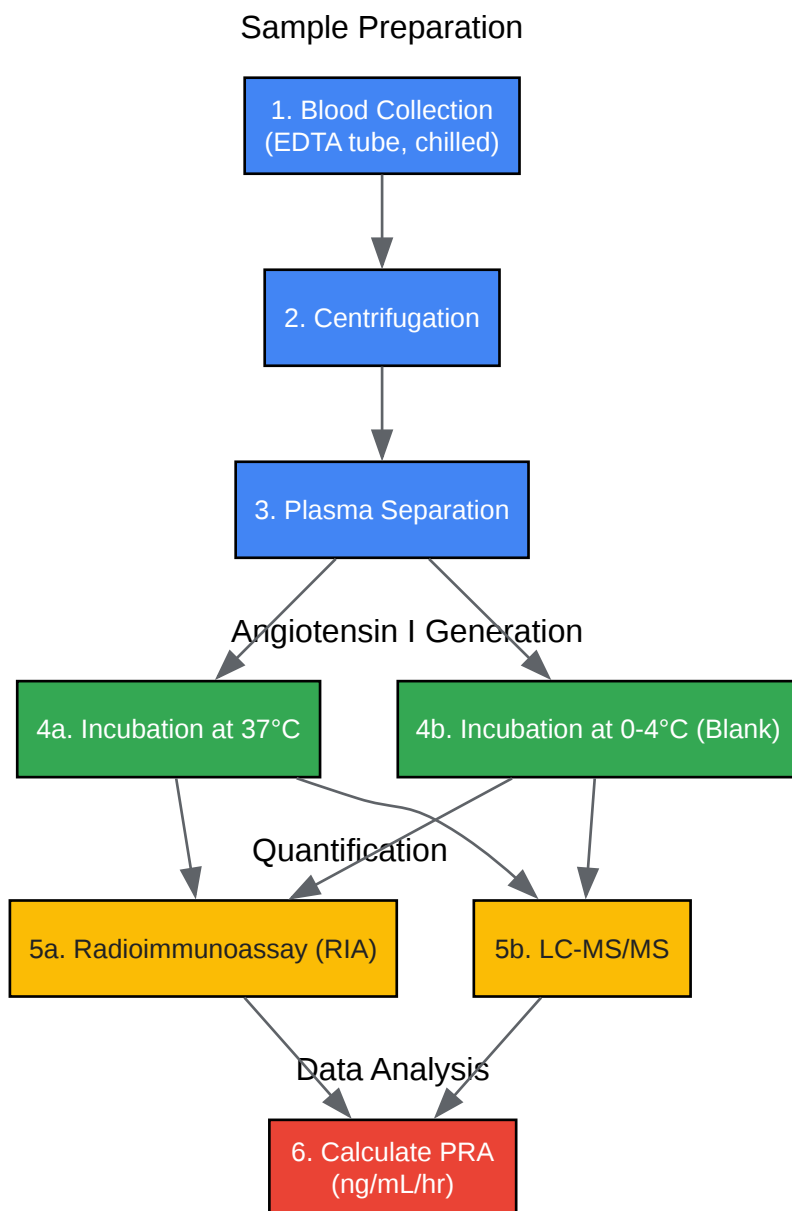 Sample Preparation
1. Blood Collection
(EDTA tube, chilled)
2. Centrifugation
3. Plasma Separation
Angiotensin I Generation
4a. Incubation at 37°C
4b. Incubation at 0-4°C (Blank)
Quantification
5a. Radioimmunoassay (RIA)
5b. LC-MS/MS
Data Analysis
6. Calculate PRA
(ng/mL/hr)